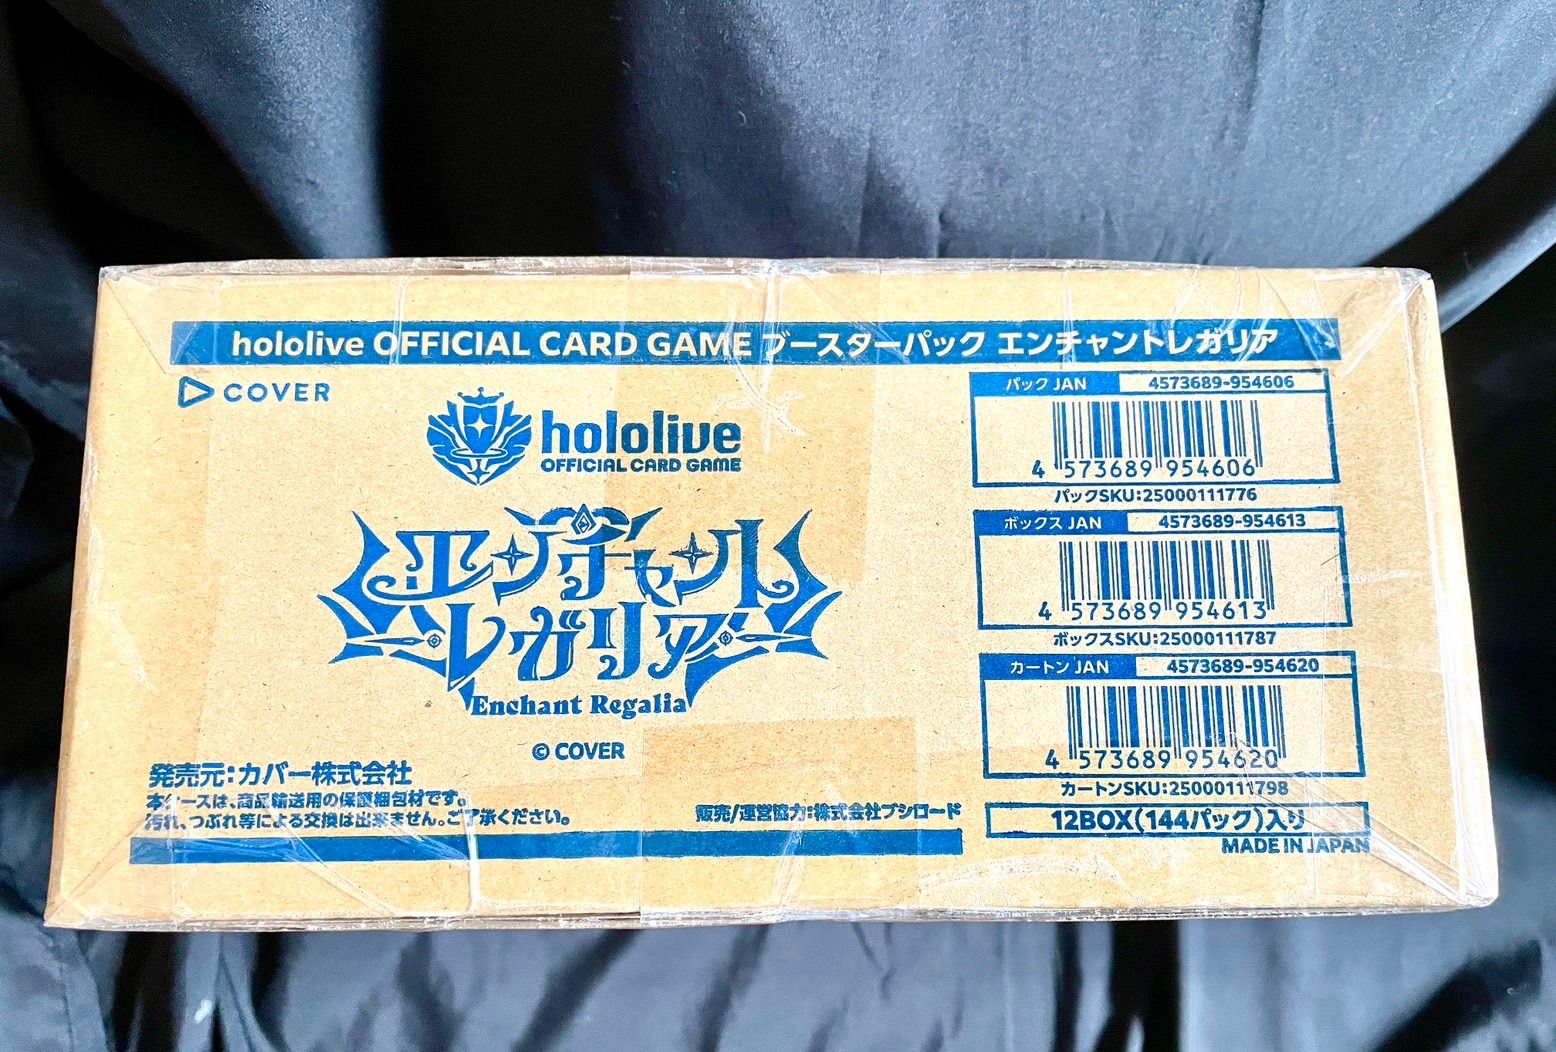 hololive OFFICIAL CARD GAME ブースターパック エンチャントレガリア
COVER
hololive
OFFICIAL CARD GAME
エンチャント
レガリア
Enchant Regalia
© COVER
発売元：カバー株式会社
本ケースは、商品輸送用の保護梱包材です。
汚れ、つぶれ等による交換は出来ません。ご了承ください。
販売/運営協力：株式会社ブシロード
パック JAN 4573689-954606
4 573689 954606
パックSKU：25000111776
ボックス JAN 4573689-954613
4 573689 954613
ボックスSKU：25000111787
カートン JAN 4573689-954620
4 573689 954620
カートンSKU：25000111798
12BOX(144パック)入り
MADE IN JAPAN